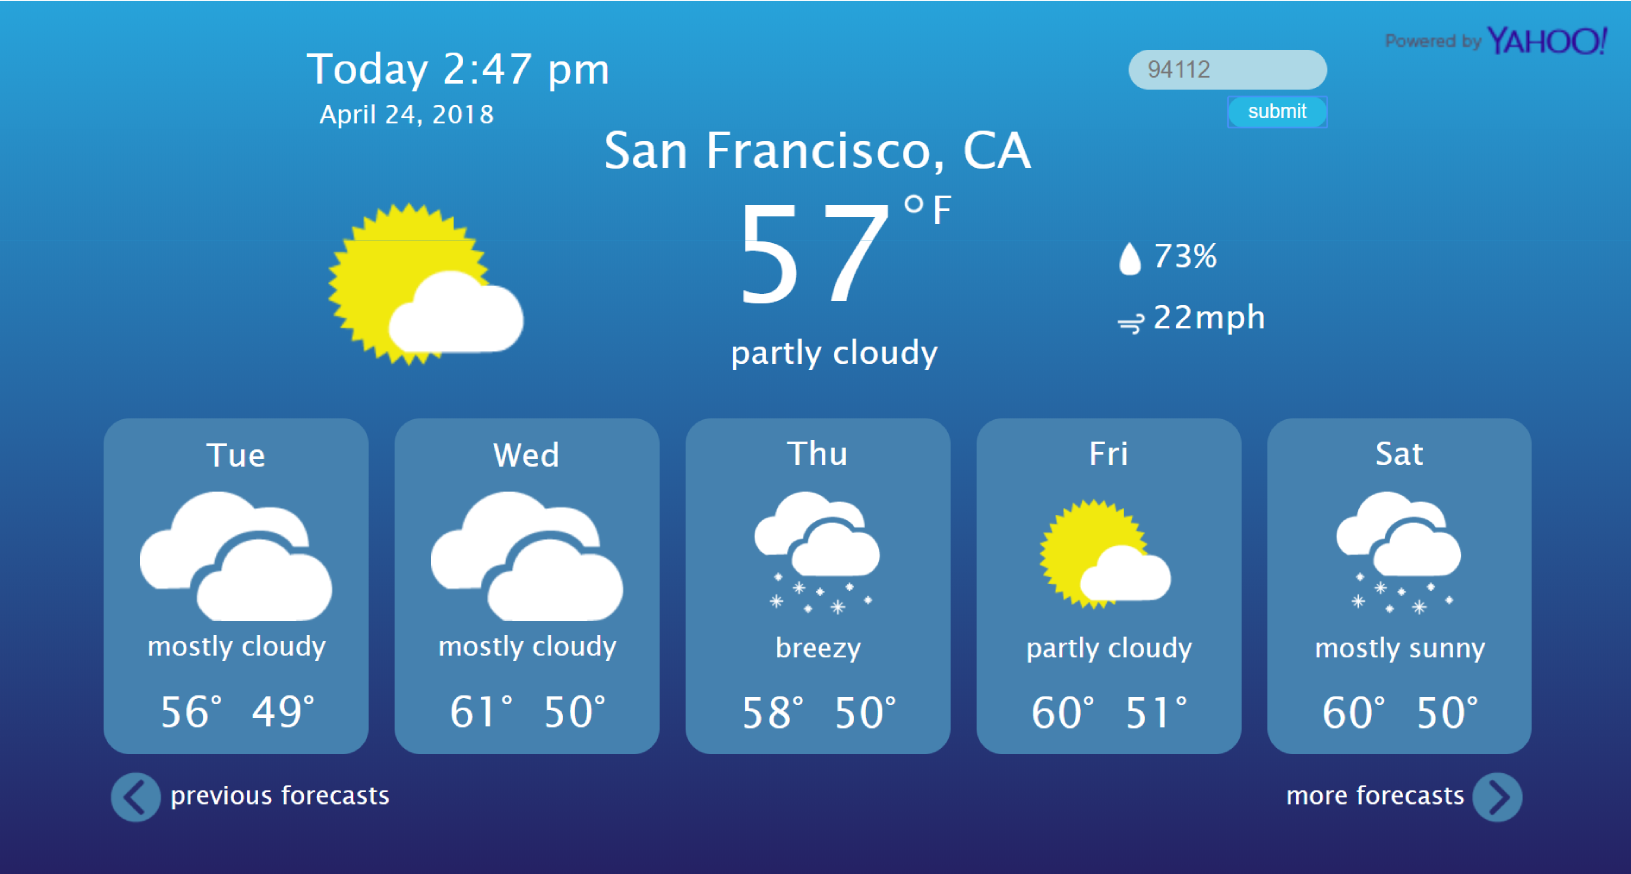 Powered by YAHOO!
Today 2:47 pm
94112
April 24, 2018
submit
San Francisco, CA
57 °F
73%
22mph
partly cloudy
Tue
mostly cloudy
56° 49°
Wed
mostly cloudy
61° 50°
Thu
breezy
58° 50°
Fri
partly cloudy
60° 51°
Sat
mostly sunny
60° 50°
previous forecasts
more forecasts